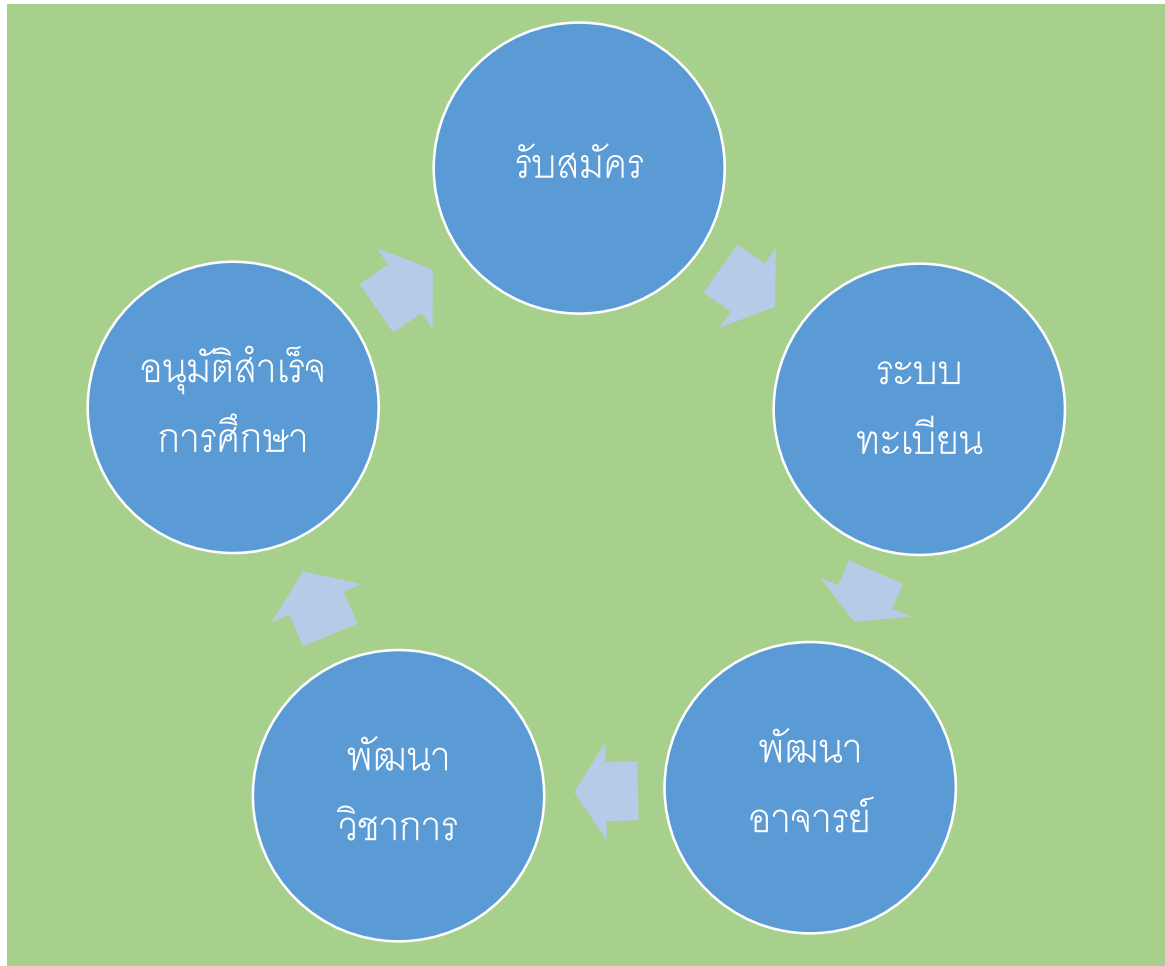 รับสมัคร
ระบบ
ทะเบียน
พัฒนา
อาจารย์
พัฒนา
วิชาการ
อนุมัติสำเร็จ
การศึกษา